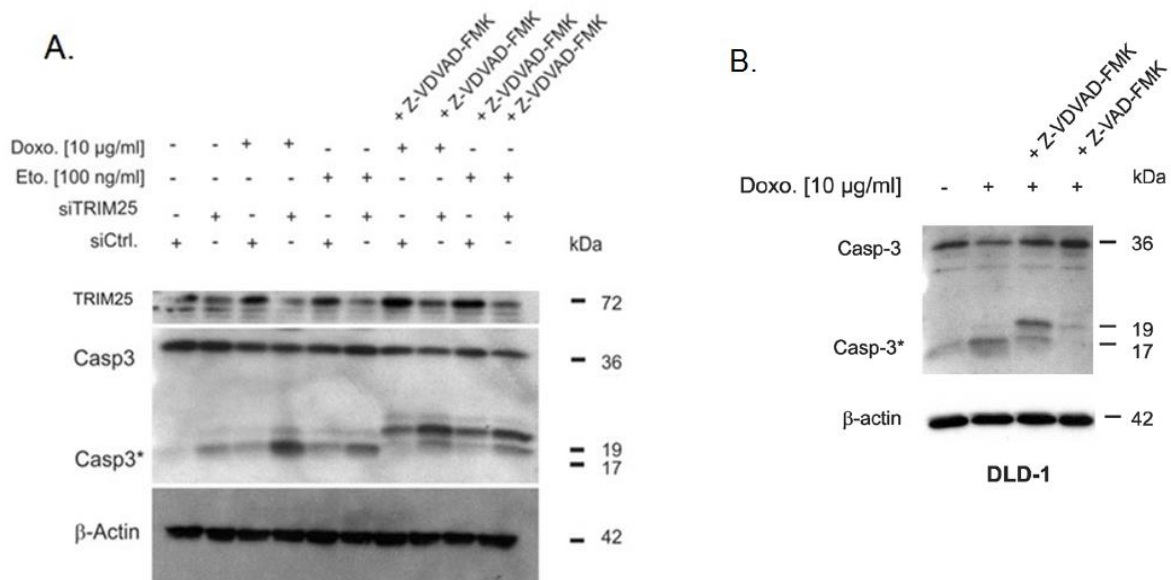 A.
+ Z-VDVAD-FMK
+ Z-VDVAD-FMK
+ Z-VDVAD-FMK
+ Z-VDVAD-FMK
Doxo. [10 µg/ml] - - + + - - + + - -
Eto. [100 ng/ml] - - - - + + - - + +
siTRIM25 - + - + - + - + - +
siCtrl. + - + - + - + - + -
kDa
TRIM25 72
Casp3 36
Casp3* 19
17
β-Actin 42
B.
+ Z-VDVAD-FMK
+ Z-VAD-FMK
Doxo. [10 µg/ml] - + + + kDa
Casp-3 36
19
Casp-3* 17
β-actin 42
DLD-1